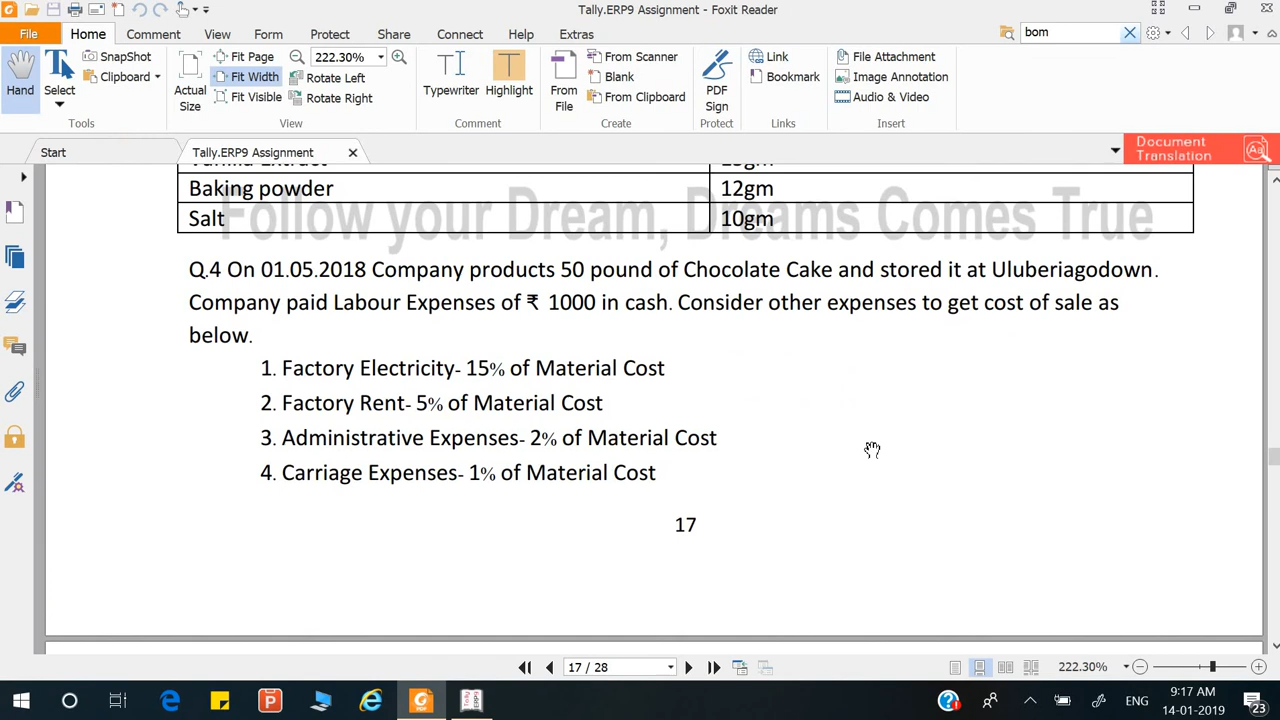 Tally.ERP9 Assignment - Foxit Reader
File Home Comment View Form Protect Share Connect Help Extras
bom
Hand
Select
SnapShot
Clipboard
Actual Size
Fit Page
Fit Width
Fit Visible
222.30%
Rotate Left
Rotate Right
Typewriter
Highlight
From File
From Scanner
Blank
From Clipboard
PDF Sign
Link
Bookmark
File Attachment
Image Annotation
Audio & Video
Tools View Comment Create Protect Links Insert
Start Tally.ERP9 Assignment
Document Translation
Vanilla Extract
Baking powder 12gm
Salt 10gm
Follow your Dream, Dreams Comes True
Q.4 On 01.05.2018 Company products 50 pound of Chocolate Cake and stored it at Uluberiagodown.
Company paid Labour Expenses of ₹ 1000 in cash. Consider other expenses to get cost of sale as
below.
1. Factory Electricity- 15% of Material Cost
2. Factory Rent- 5% of Material Cost
3. Administrative Expenses- 2% of Material Cost
4. Carriage Expenses- 1% of Material Cost
17
17 / 28
222.30%
ENG
9:17 AM
14-01-2019
23